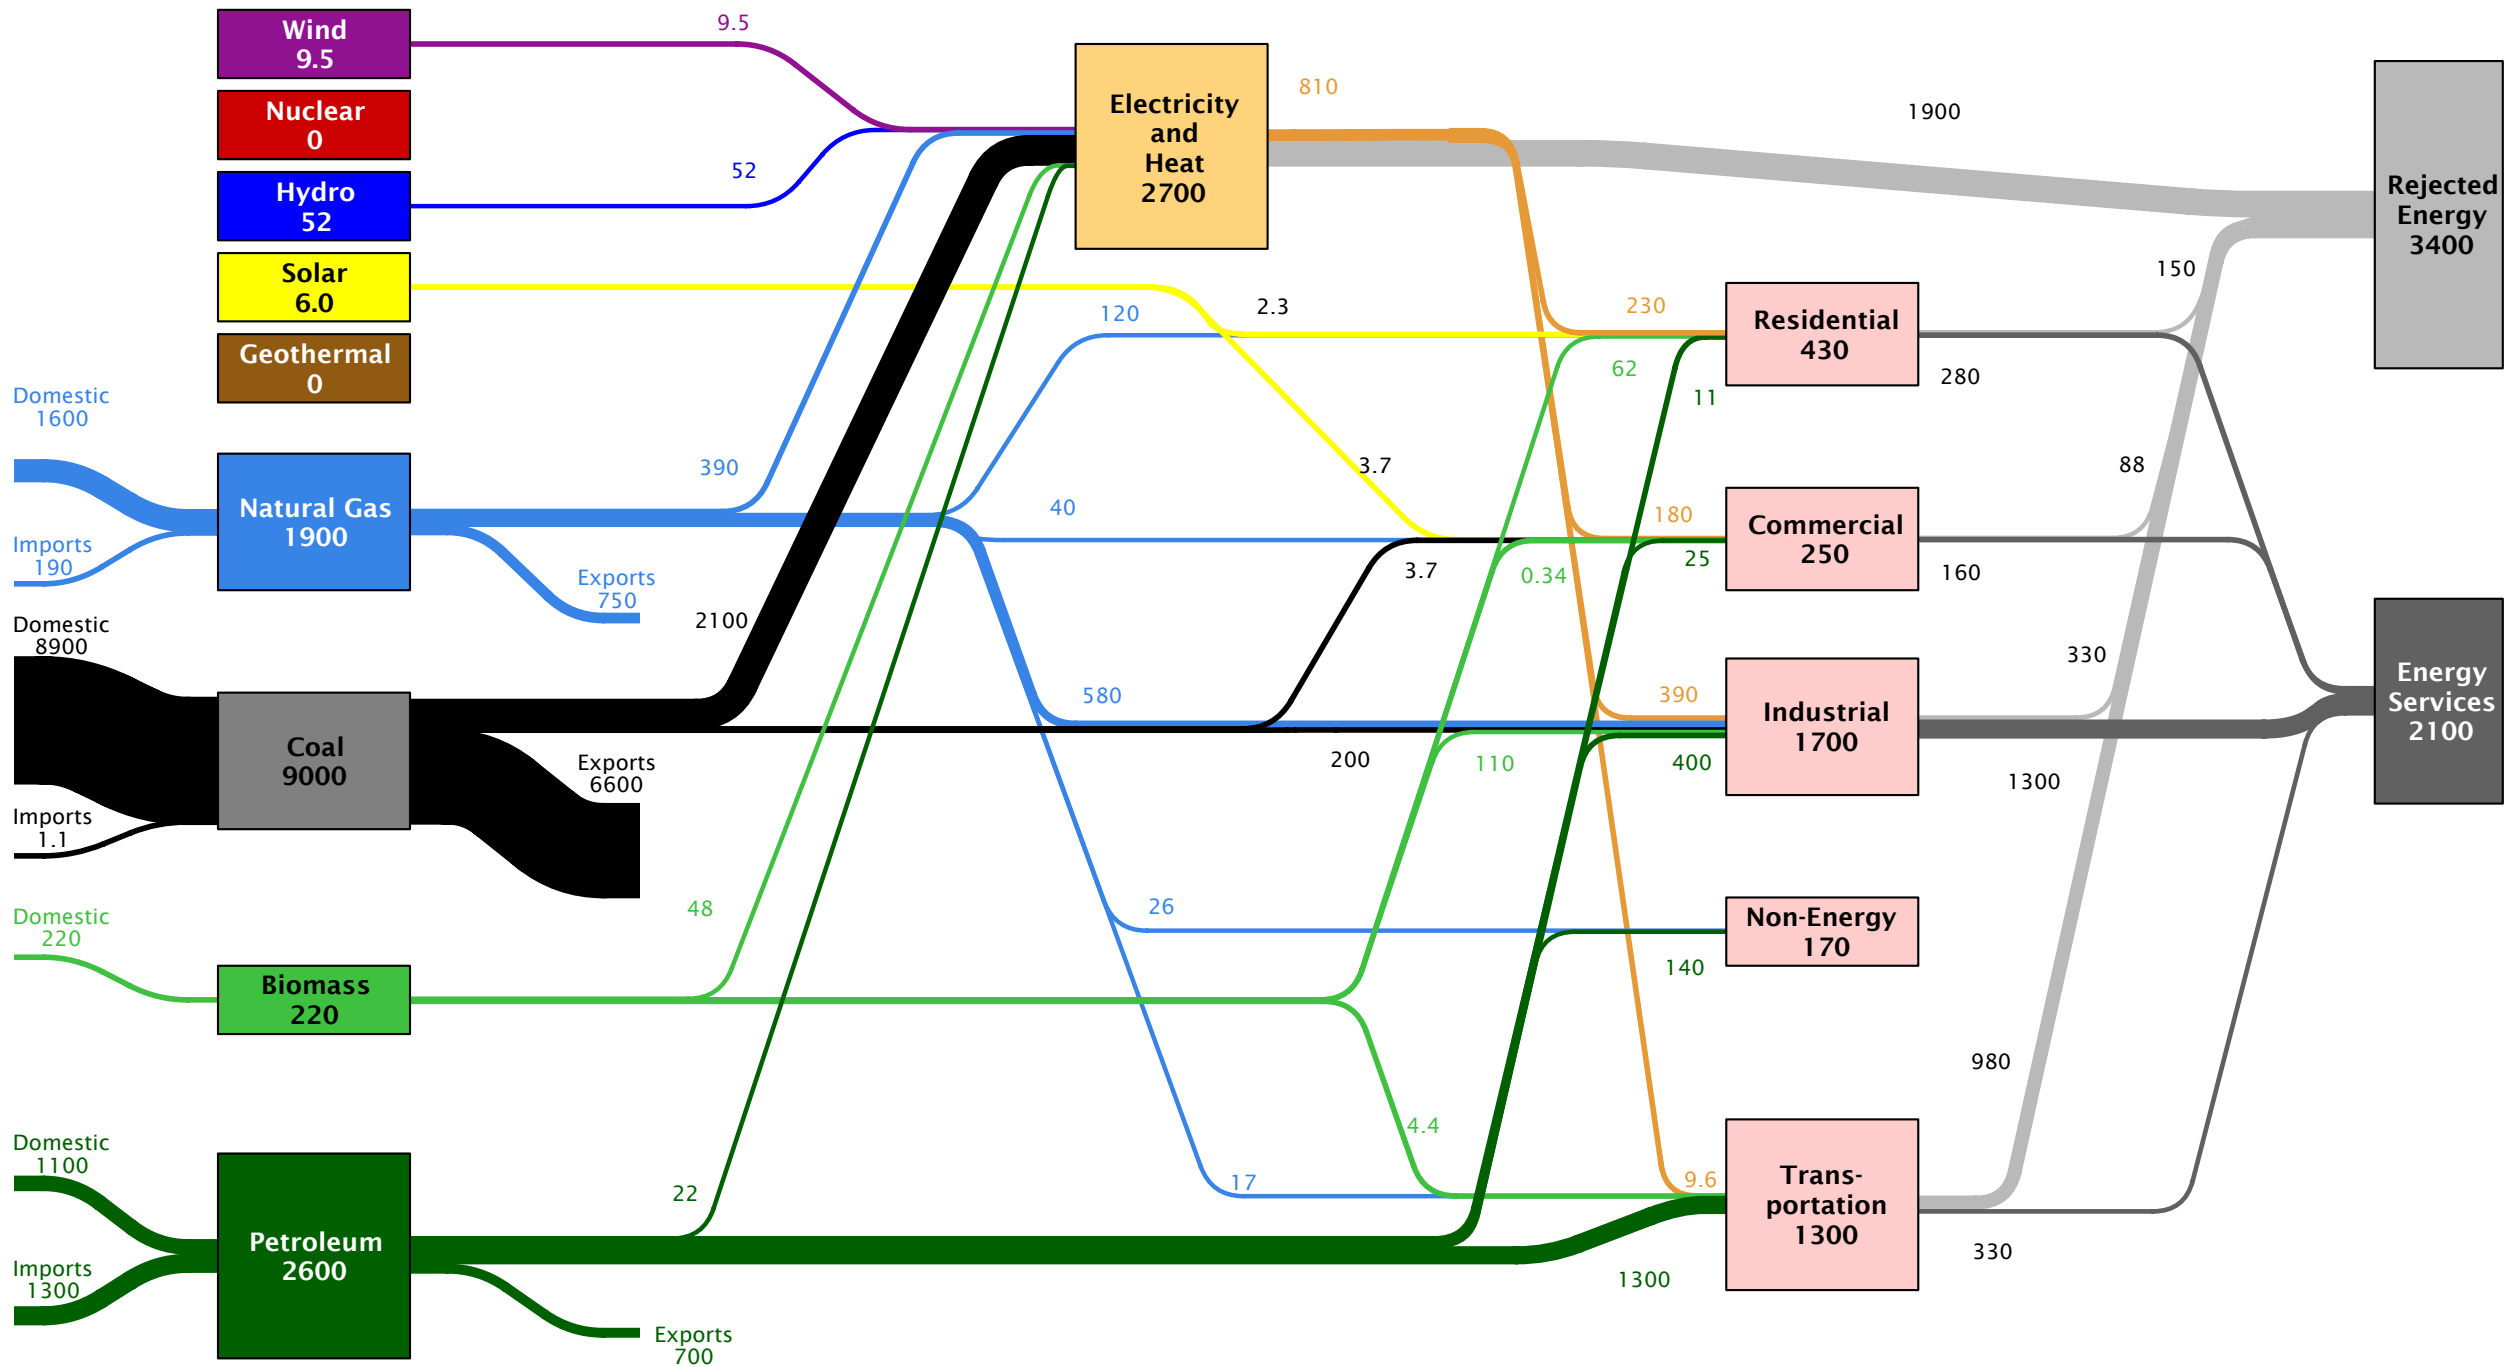 Wind
9.5
9.5
Nuclear
0
Hydro
52
52
Solar
6.0
Geothermal
0
Domestic
1600
Natural Gas
1900
Imports
190
Exports
750
390
120
40
580
26
17
Domestic
8900
Coal
9000
Imports
1.1
Exports
6600
2100
200
3.7
Domestic
220
Biomass
220
48
62
0.34
110
4.4
Domestic
1100
Petroleum
2600
Imports
1300
Exports
700
22
11
25
400
140
1300
2.3
3.7
Electricity
and
Heat
2700
810
1900
230
180
390
9.6
Residential
430
150
280
Commercial
250
88
160
Industrial
1700
330
1300
Non-Energy
170
Trans-
portation
1300
980
330
Rejected
Energy
3400
Energy
Services
2100